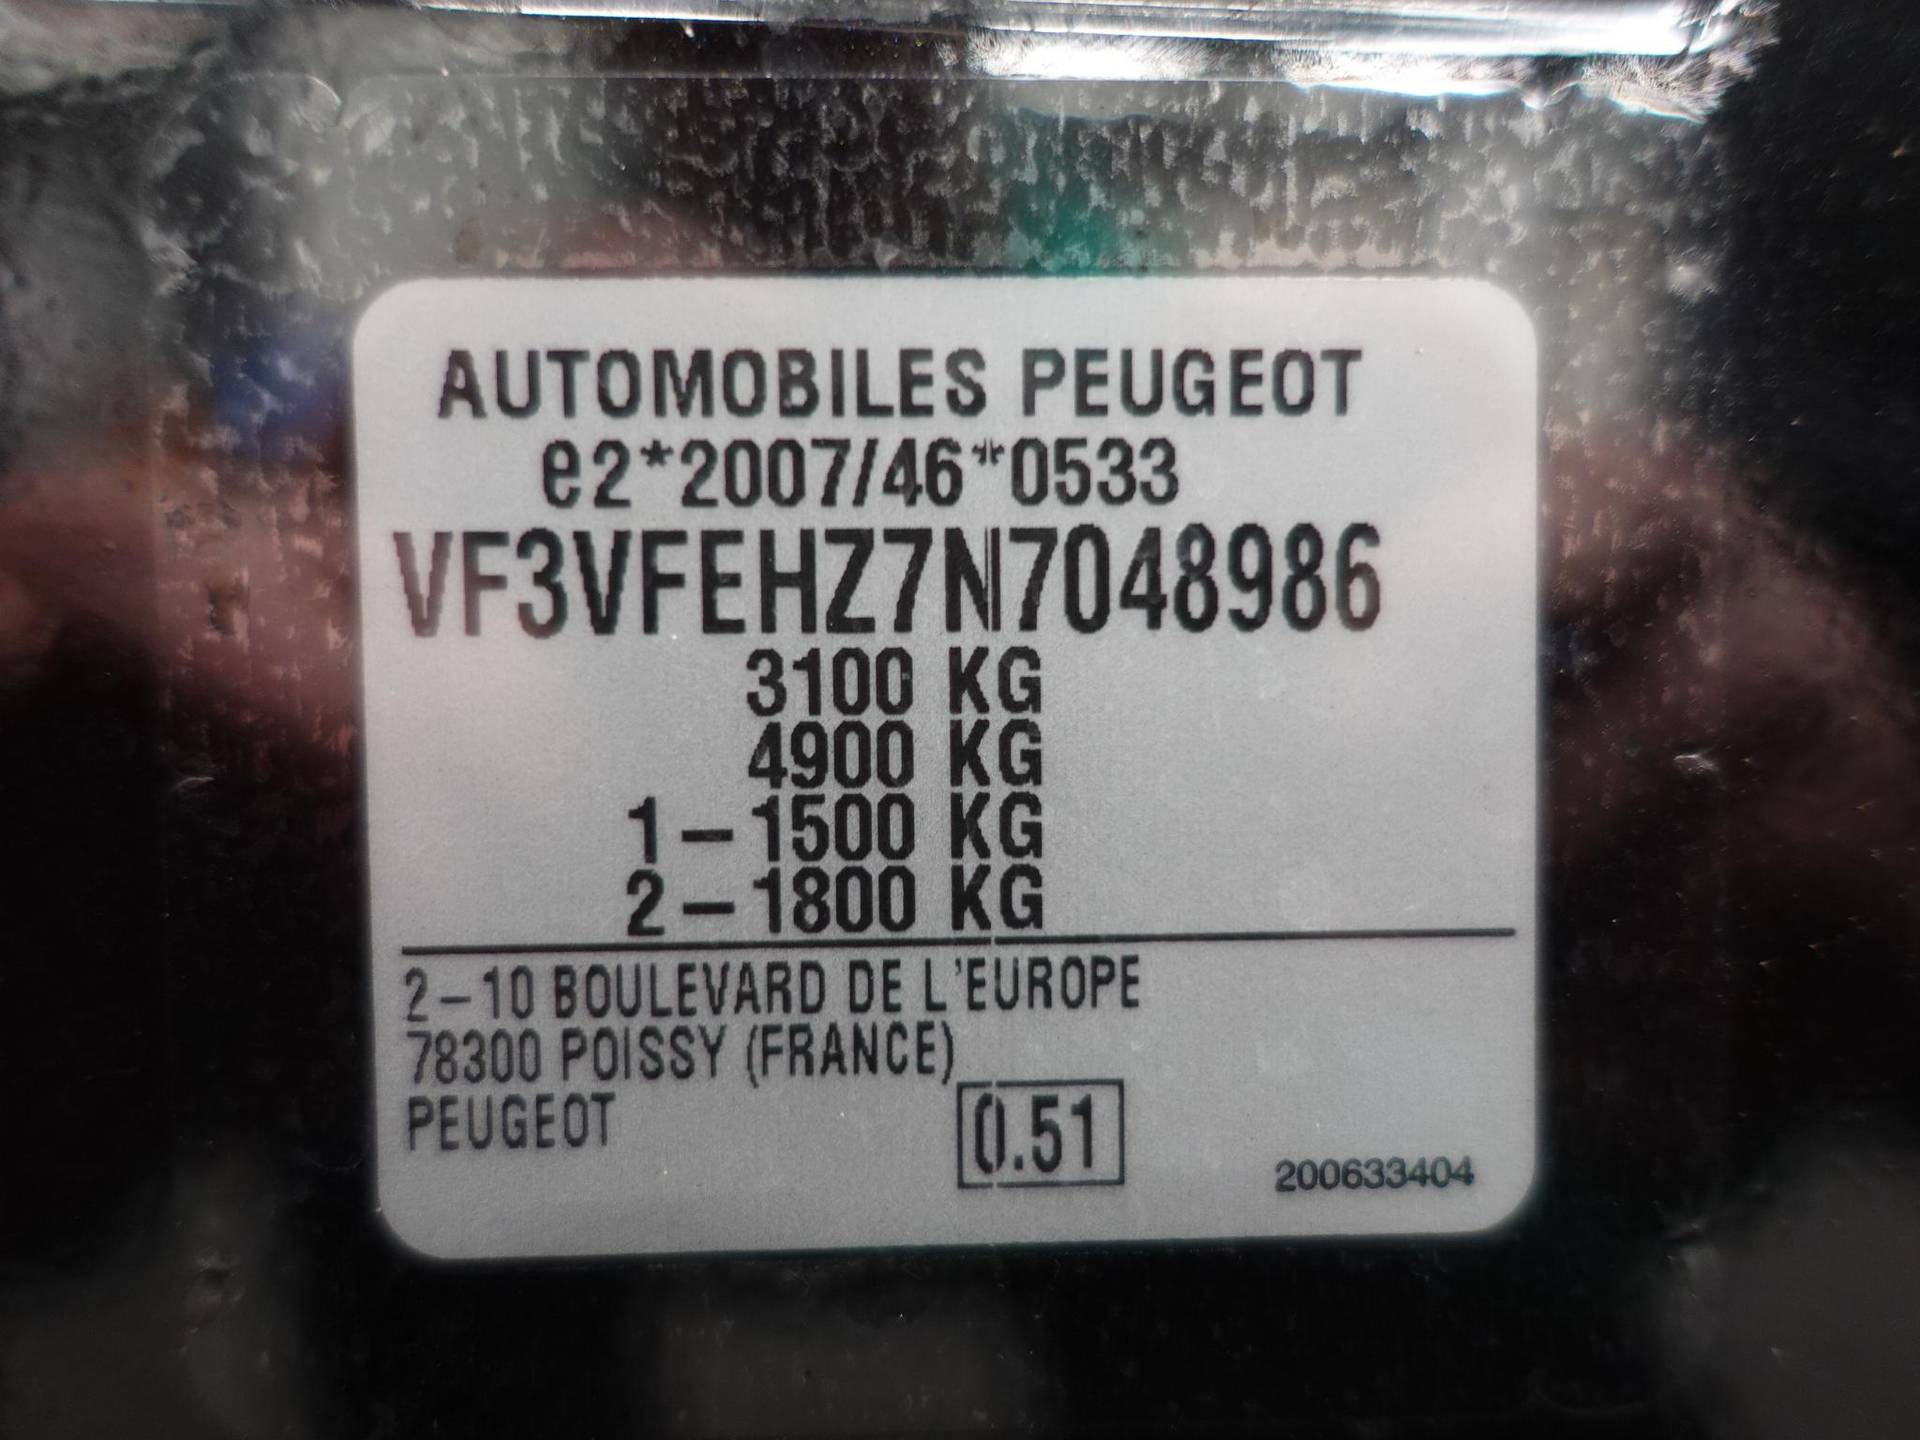 AUTOMOBILES PEUGEOT
e2*2007/46*0533
VF3VFEHZ7N7048986
3100 KG
4900 KG
1-1500 KG
2-1800 KG
2-10 BOULEVARD DE L'EUROPE
78300 POISSY (FRANCE)
PEUGEOT
0.51
200633404